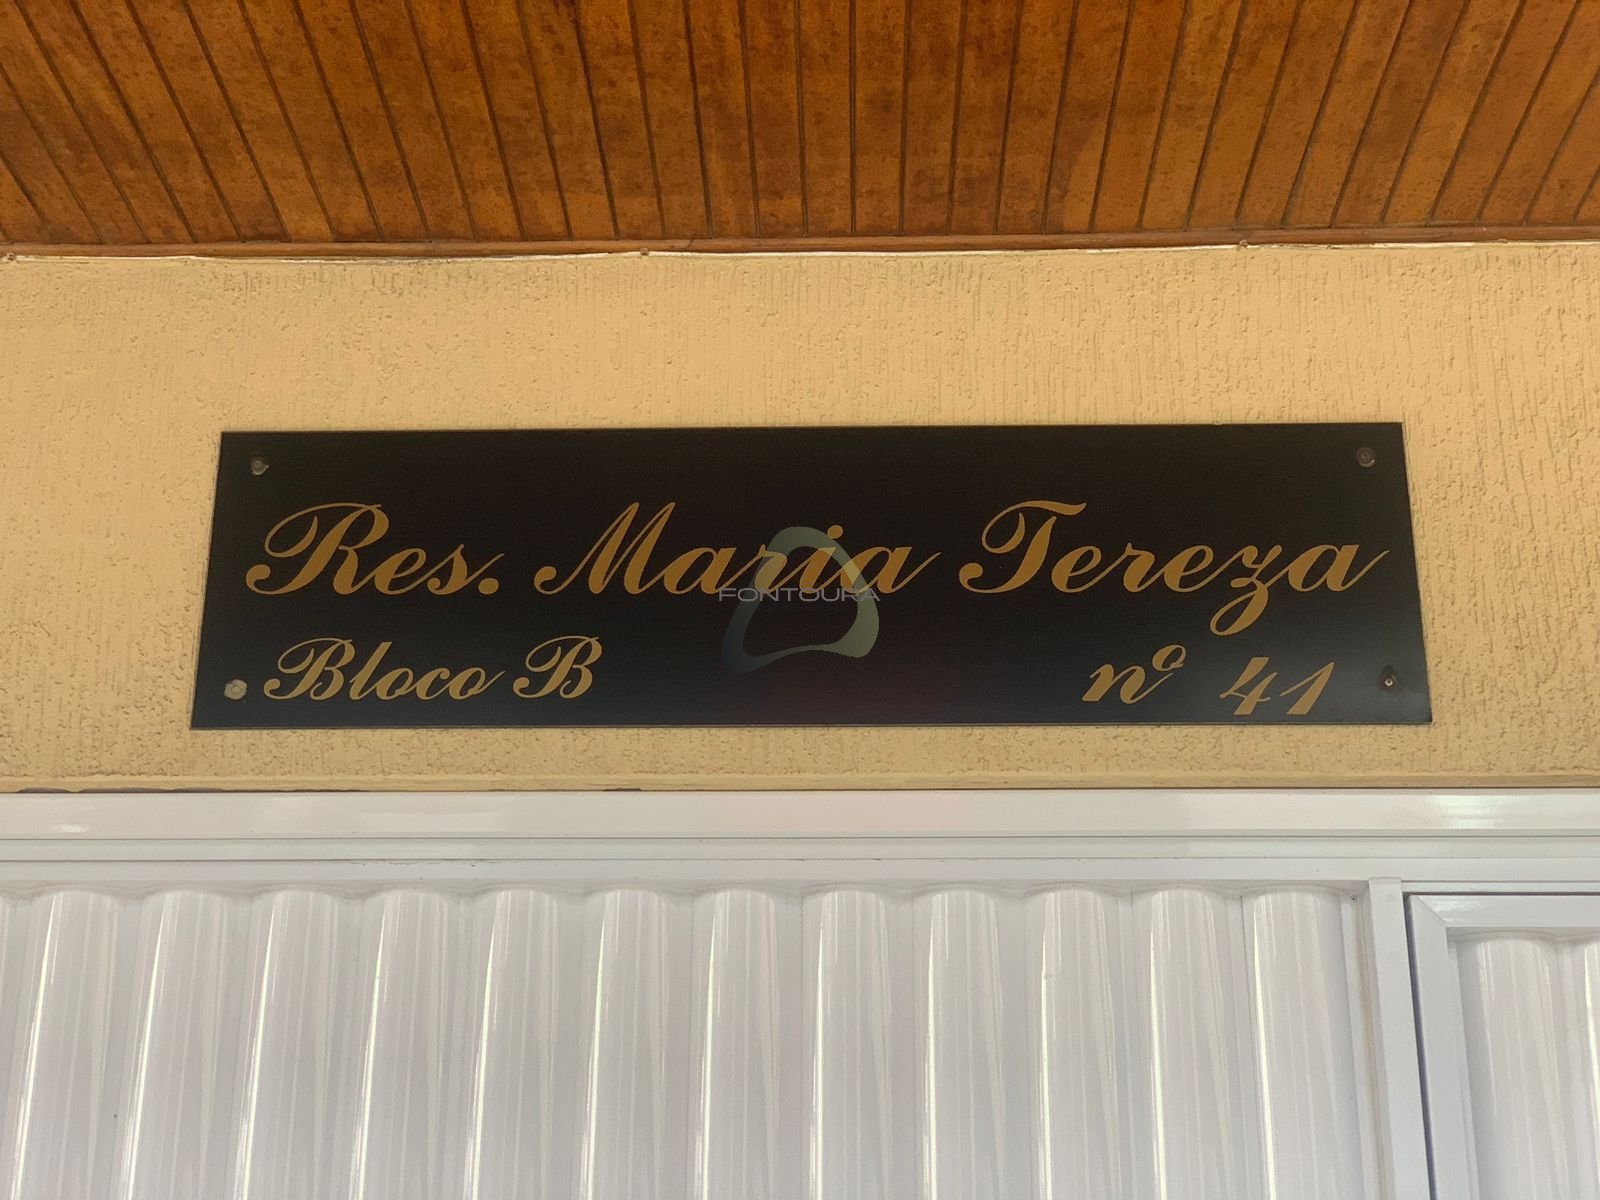 Res. Maria Tereza
FONTOURA
Bloco B nº 41